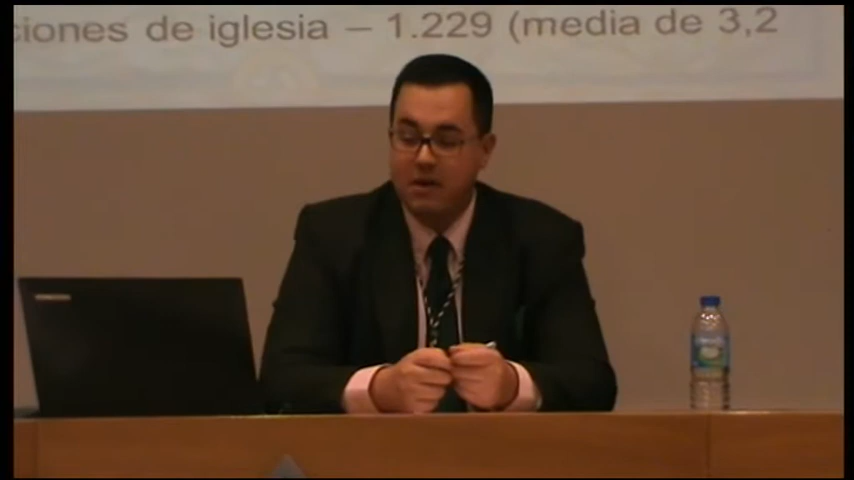 ciones de iglesia – 1.229 (media de 3,2